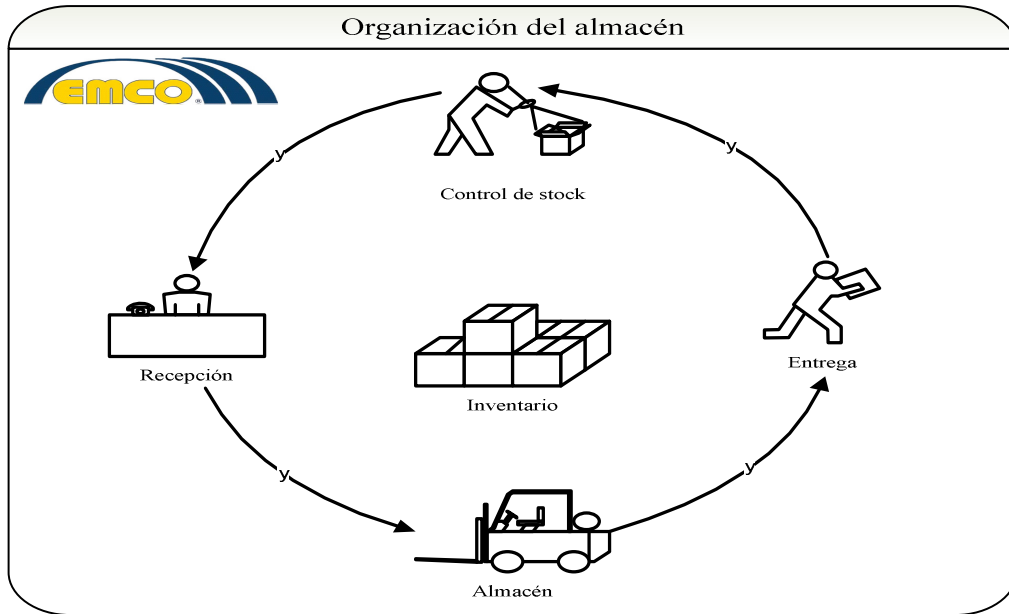 Organización del almacén
EMCO®
y
y
Control de stock
Recepción
Entrega
Inventario
y
y
Almacén